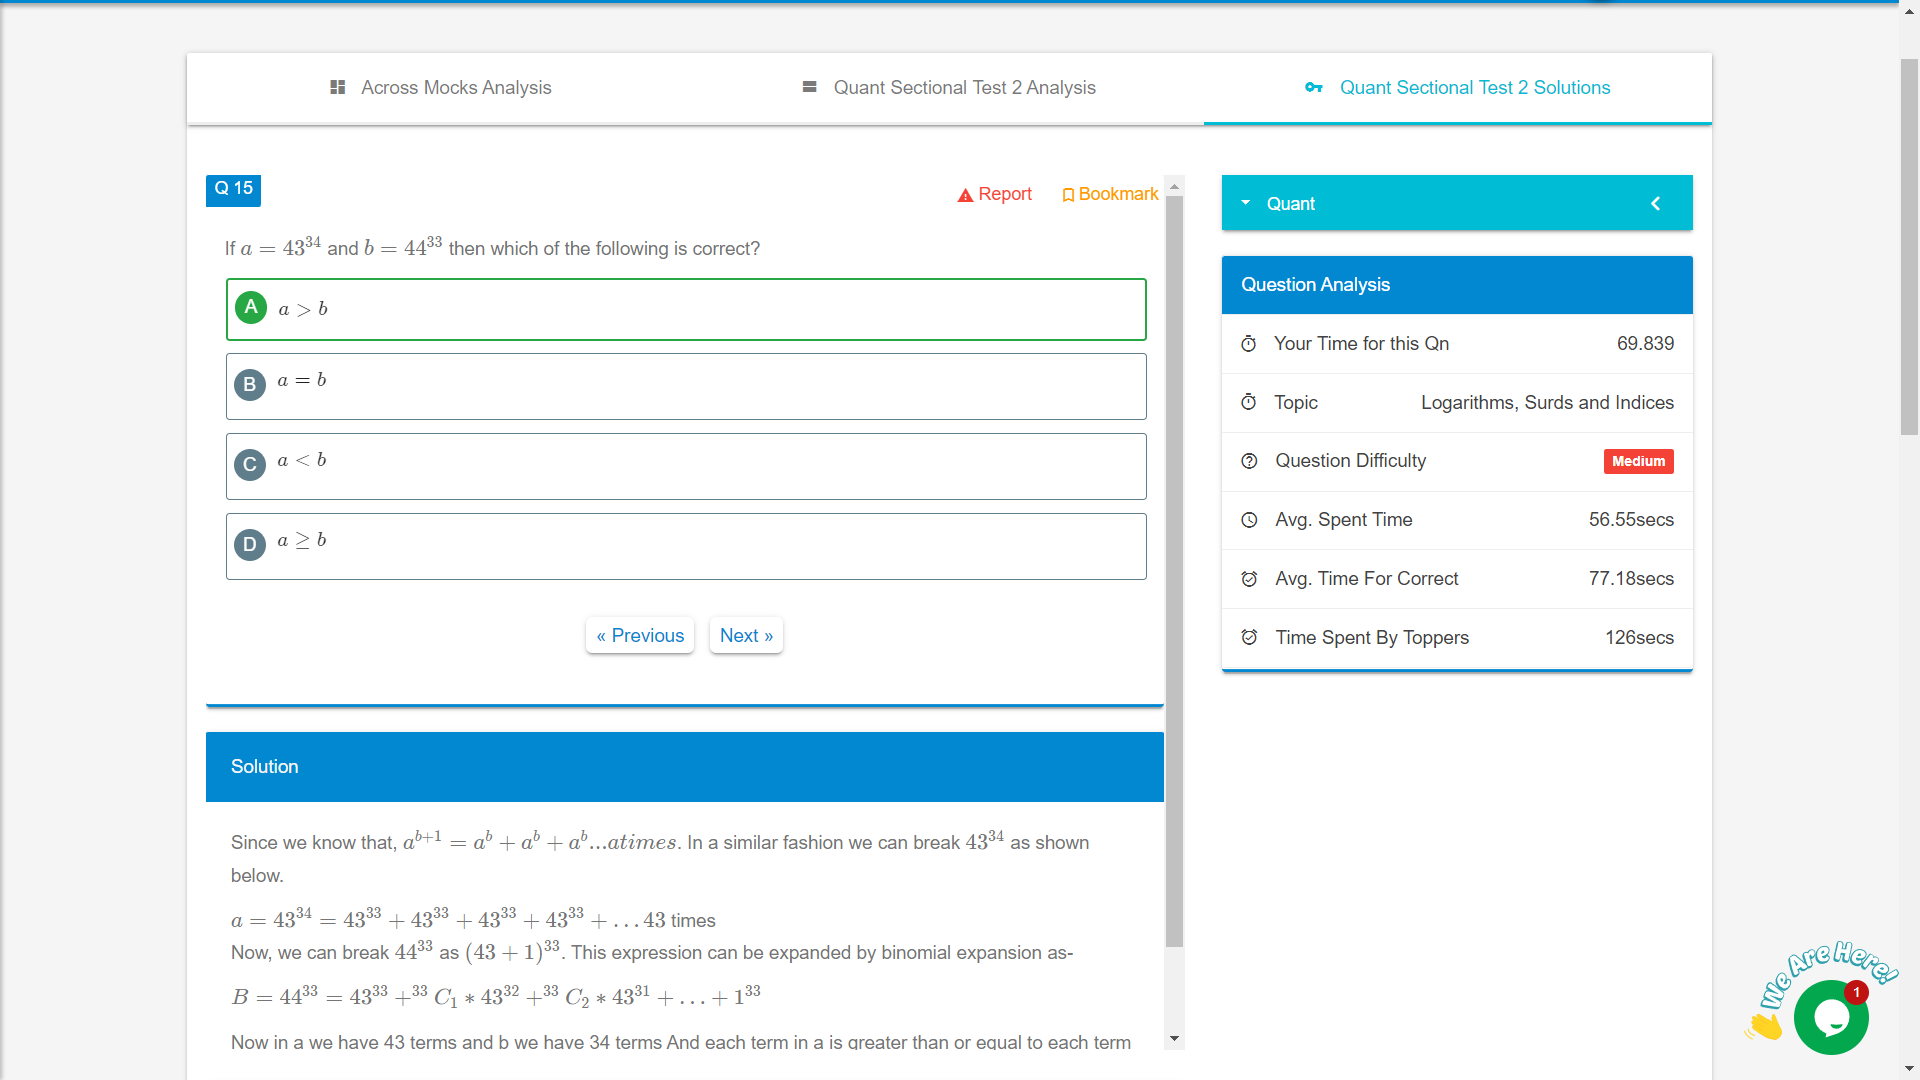 Across Mocks Analysis
Quant Sectional Test 2 Analysis
Quant Sectional Test 2 Solutions
Q 15
Report
Bookmark
If a = 43^34 and b = 44^33 then which of the following is correct?
A a > b
B a = b
C a < b
D a ≥ b
« Previous
Next »
Solution
Since we know that, a^{b+1} = a^b + a^b + a^b...atimes. In a similar fashion we can break 43^34 as shown
below.
a = 43^34 = 43^33 + 43^33 + 43^33 + 43^33 + ...43 times
Now, we can break 44^33 as (43 + 1)^33. This expression can be expanded by binomial expansion as-
B = 44^33 = 43^33 +^33 C_1 * 43^32 +^33 C_2 * 43^31 + ... + 1^33
Now in a we have 43 terms and b we have 34 terms And each term in a is greater than or equal to each term
Quant
Question Analysis
Your Time for this Qn 69.839
Topic Logarithms, Surds and Indices
Question Difficulty Medium
Avg. Spent Time 56.55secs
Avg. Time For Correct 77.18secs
Time Spent By Toppers 126secs
We Are Here!
1